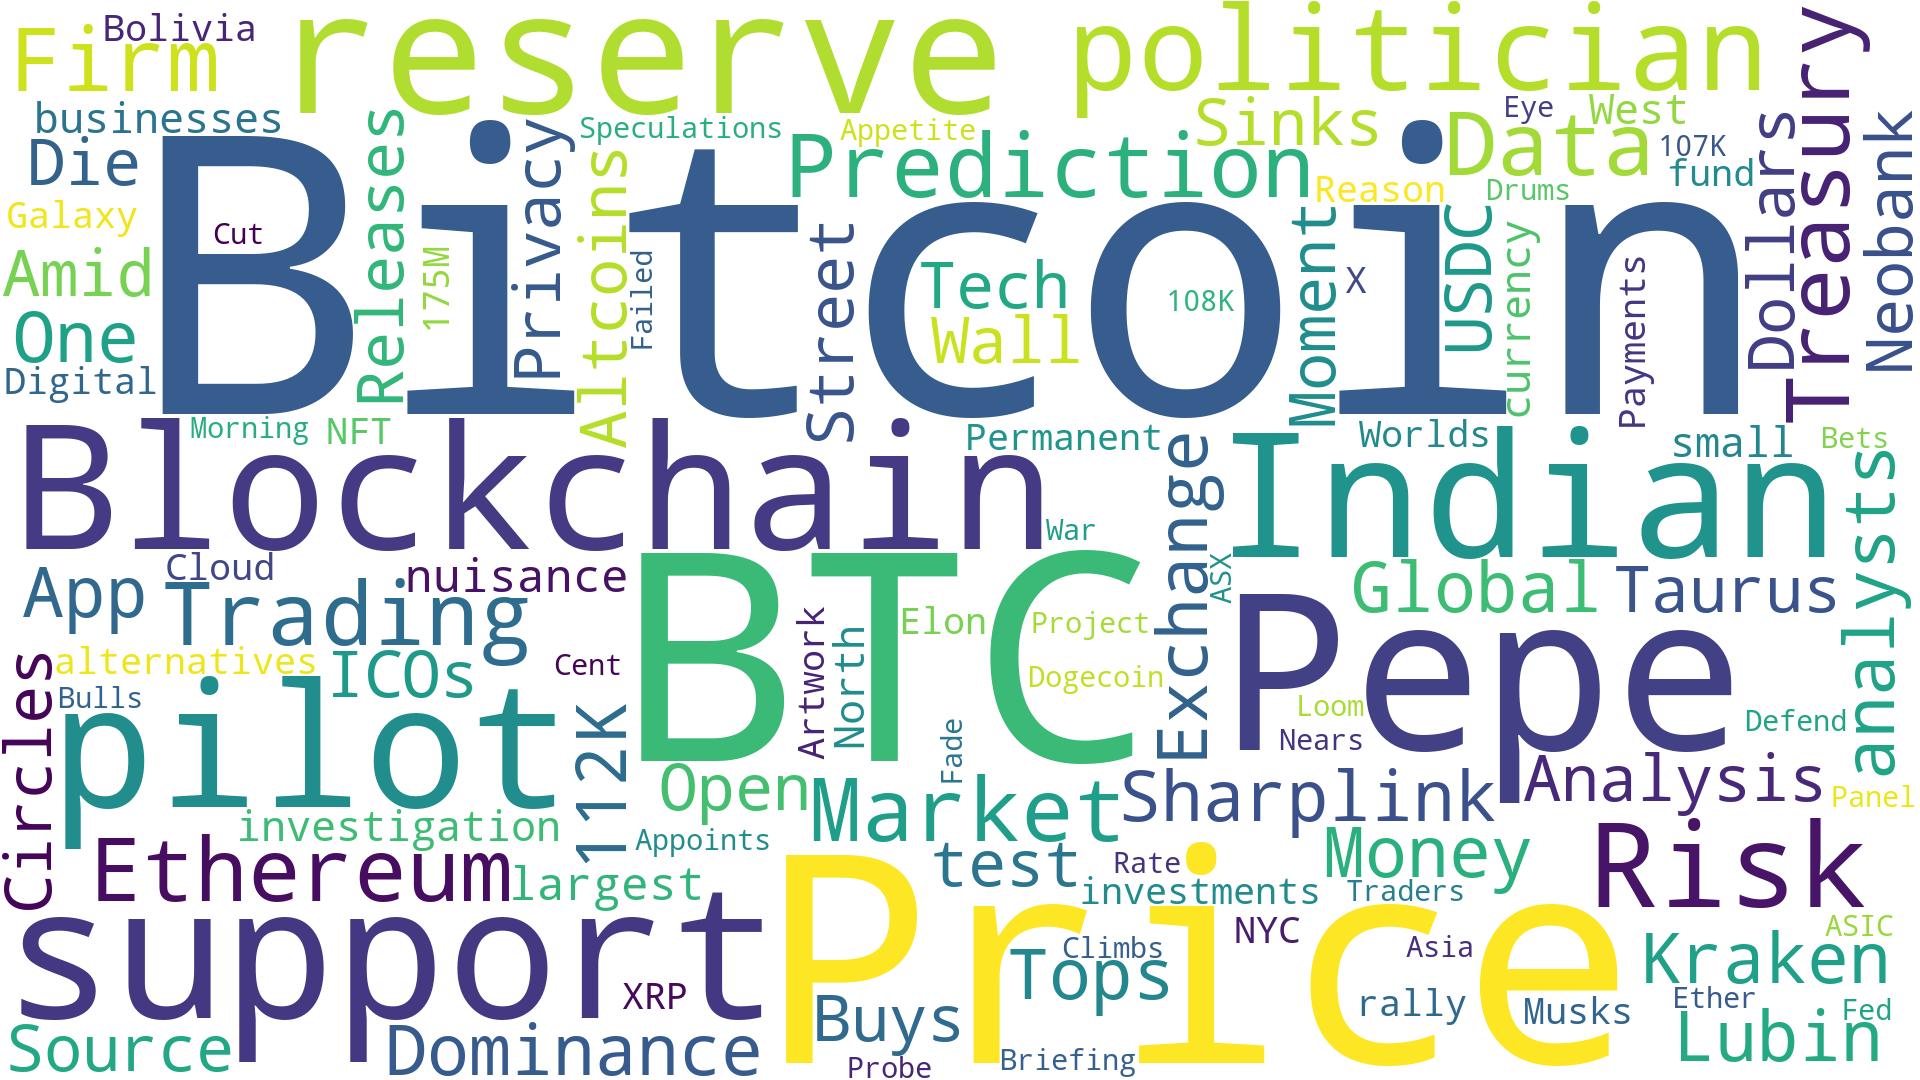 Bolivia
Firm
reserve
politician
Treasury
businesses
Die
Releases
Speculations
Appetite
Privacy
Prediction
Sinks
Data
Eye
West
107K
fund
Dollars
Neobank
Galaxy
Cut
Bitcoin
Altcoins
Reason
Drums
Amid
175M
Failed
Street
Tech
108K
Moment
X
USDC
currency
Payments
One
Wall
Digital
Morning
NFT
Blockchain
Permanent
Exchange
Indian
Worlds
small
Bets
analysts
War
Cloud
nuisance
App
Trading
BTC
ASX
Global
Taurus
Artwork
North
Elon
Project
Pepe
alternatives
ICOs
Cent
Dogecoin
Loom
Circles
Bulls
pilot
112K
Fade
Nears
Defend
Open
Market
Sharplink
Analysis
Panel
investigation
Appoints
Ethereum
largest
test
Rate
investments
Money
Traders
Risk
support
Price
NYC
Asia
ASIC
Climbs
Tops
Kraken
XRP
Buys
rally
Musks
Ether
Fed
Source
Dominance
Probe
Briefing
Lubin